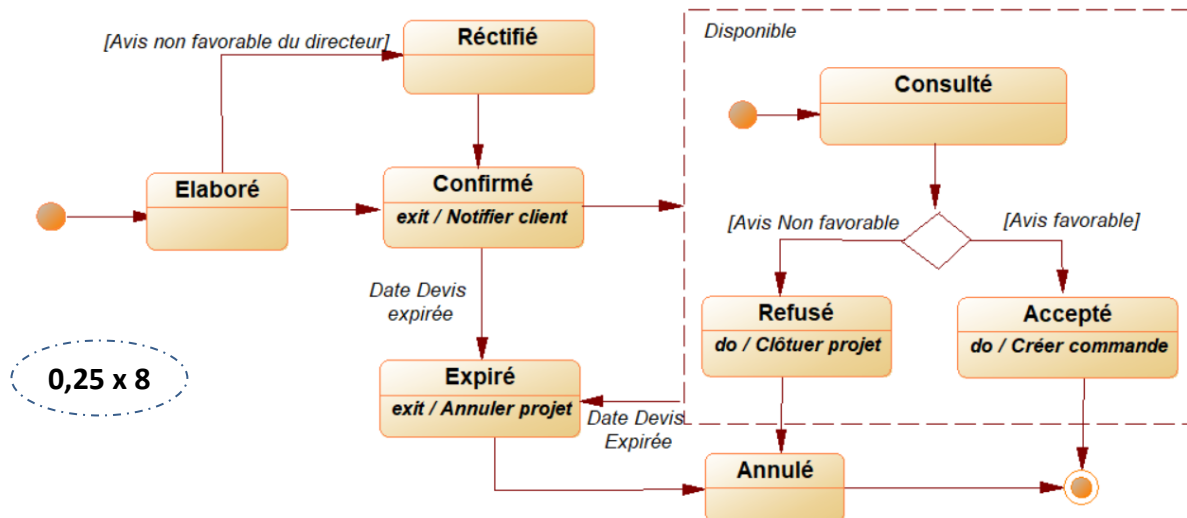 [Avis non favorable du directeur]
Réctifié
Disponible
Consulté
Elaboré
Confirmé
exit / Notifier client
[Avis Non favorable
[Avis favorable]
Date Devis
expirée
Refusé
do / Clôtuer projet
Accepté
do / Créer commande
0,25 x 8
Expiré
exit / Annuler projet
Date Devis
Expirée
Annulé